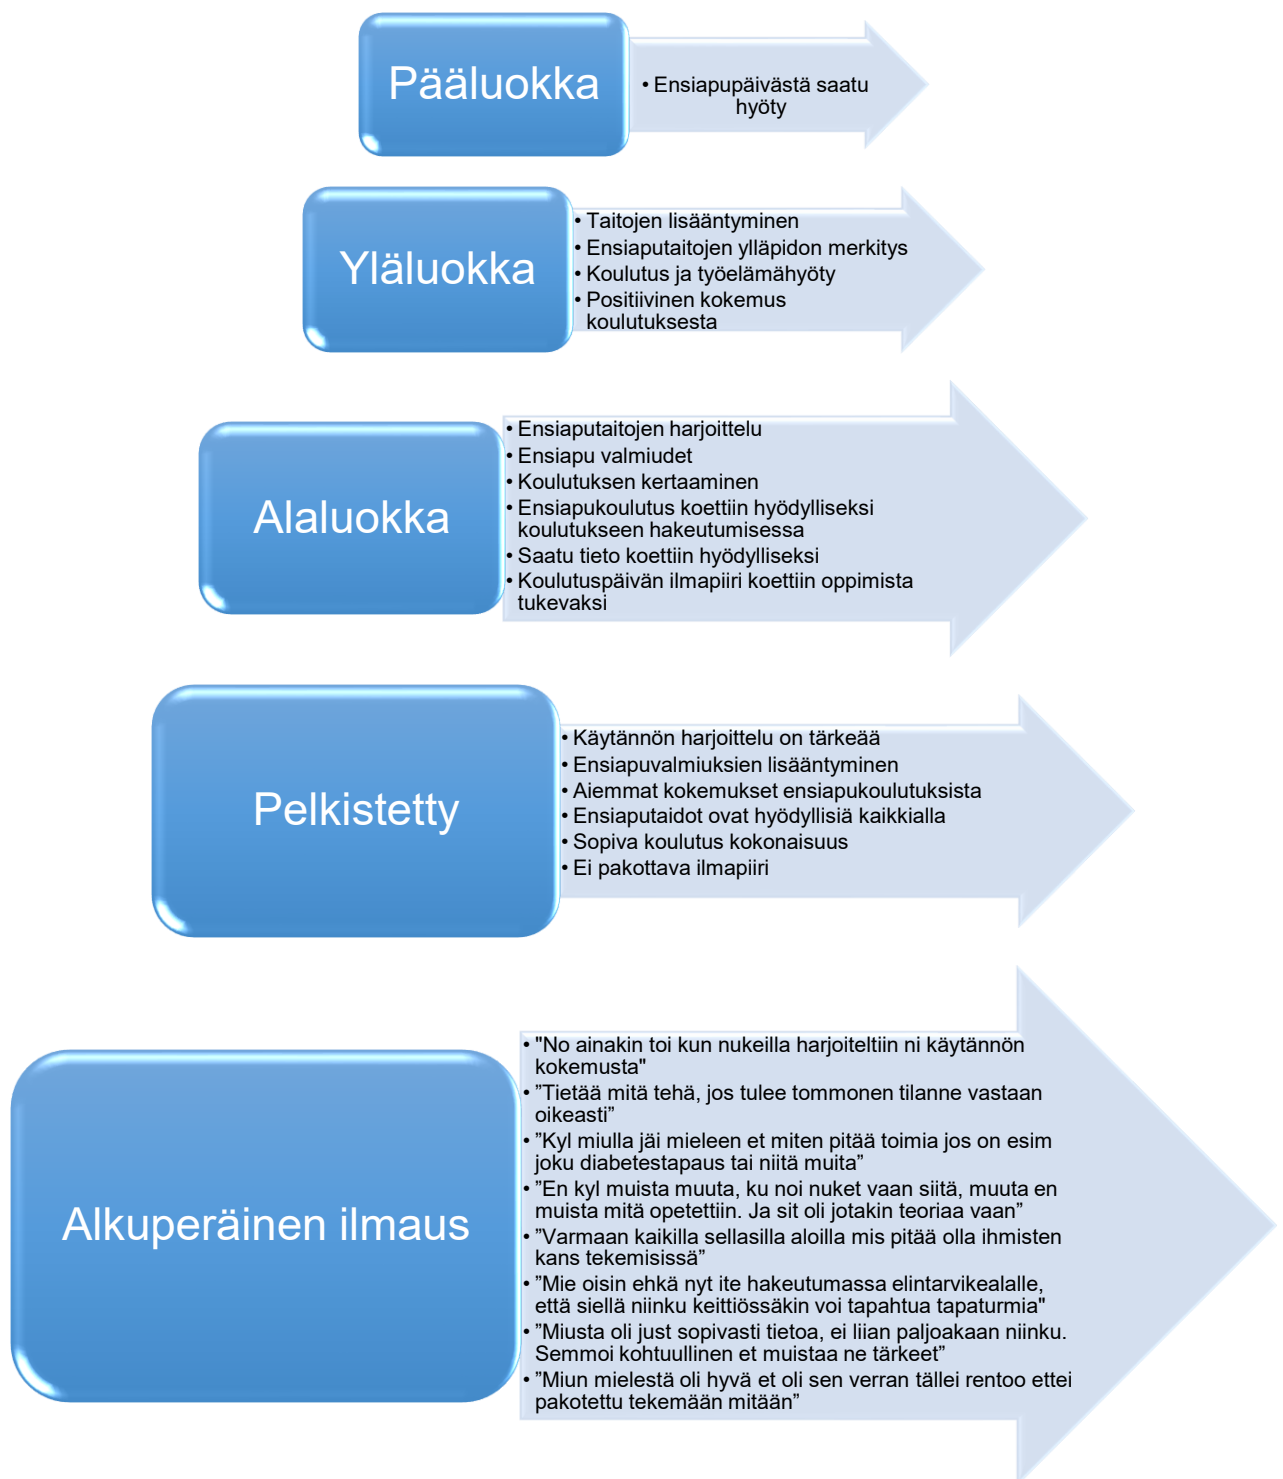 Pääluokka
• Ensiapupäivästä saatu
hyöty
Yläluokka
• Taitojen lisääntyminen
• Ensiaputaitojen ylläpidon merkitys
• Koulutus ja työelämähyöty
• Positiivinen kokemus
koulutuksesta
Alaluokka
• Ensiaputaitojen harjoittelu
• Ensiapu valmiudet
• Koulutuksen kertaaminen
• Ensiapukoulutus koettiin hyödylliseksi
koulutukseen hakeutumisessa
• Saatu tieto koettiin hyödylliseksi
• Koulutuspäivän ilmapiiri koettiin oppimista
tukevaksi
Pelkistetty
• Käytännön harjoittelu on tärkeää
• Ensiapuvalmiuksien lisääntyminen
• Aiemmat kokemukset ensiapukoulutuksista
• Ensiaputaidot ovat hyödyllisiä kaikkialla
• Sopiva koulutus kokonaisuus
• Ei pakottava ilmapiiri
Alkuperäinen ilmaus
• "No ainakin toi kun nukeilla harjoiteltiin ni käytännön
kokemusta"
• ”Tietää mitä tehä, jos tulee tommonen tilanne vastaan
oikeasti”
• ”Kyl miulla jäi mieleen et miten pitää toimia jos on esim
joku diabetestapaus tai niitä muita”
• ”En kyl muista muuta, ku noi nuket vaan siitä, muuta en
muista mitä opetettiin. Ja sit oli jotakin teoriaa vaan”
• ”Varmaan kaikilla sellasilla aloilla mis pitää olla ihmisten
kans tekemisissä”
• ”Mie oisin ehkä nyt ite hakeutumassa elintarvikealalle,
että siellä niinku keittiössäkin voi tapahtua tapaturmia"
• ”Miusta oli just sopivasti tietoa, ei liian paljoakaan niinku.
Semmoi kohtuullinen et muistaa ne tärkeet”
• ”Miun mielestä oli hyvä et oli sen verran tällei rentoo ettei
pakotettu tekemään mitään”